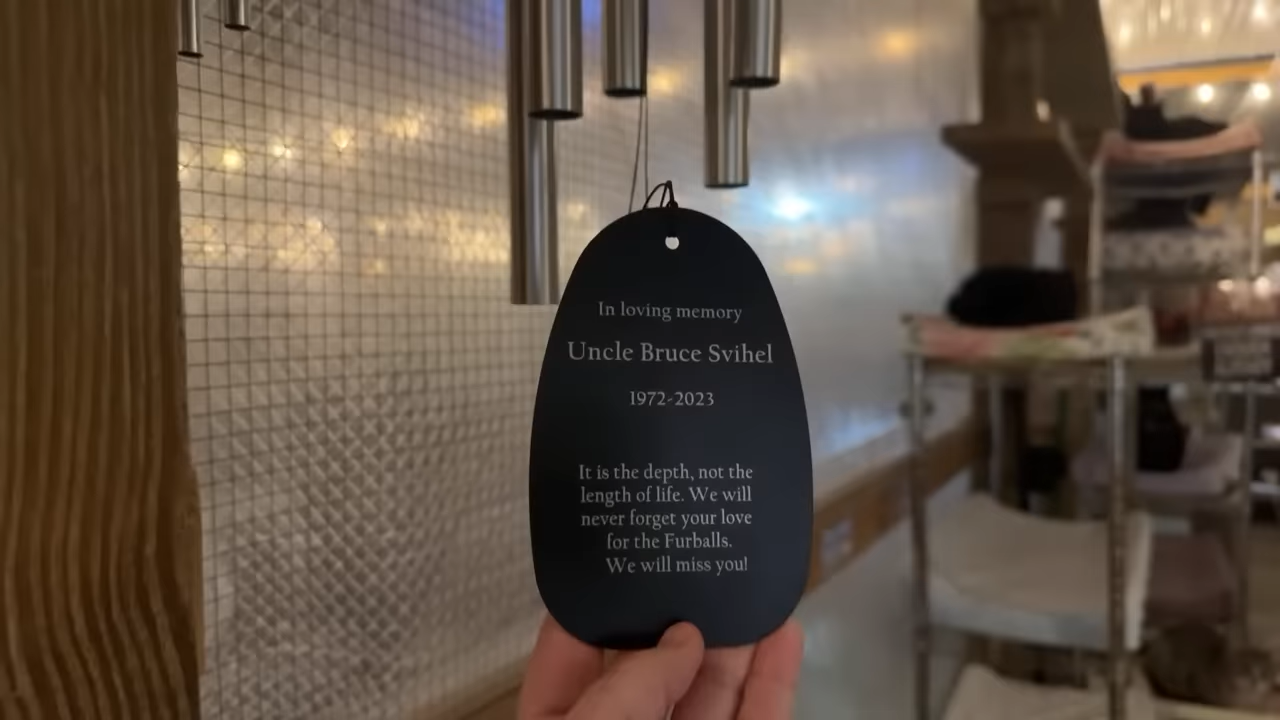 In loving memory
Uncle Bruce Svihel
1972-2023
It is the depth, not the
length of life. We will
never forget your love
for the Furballs.
We will miss you!